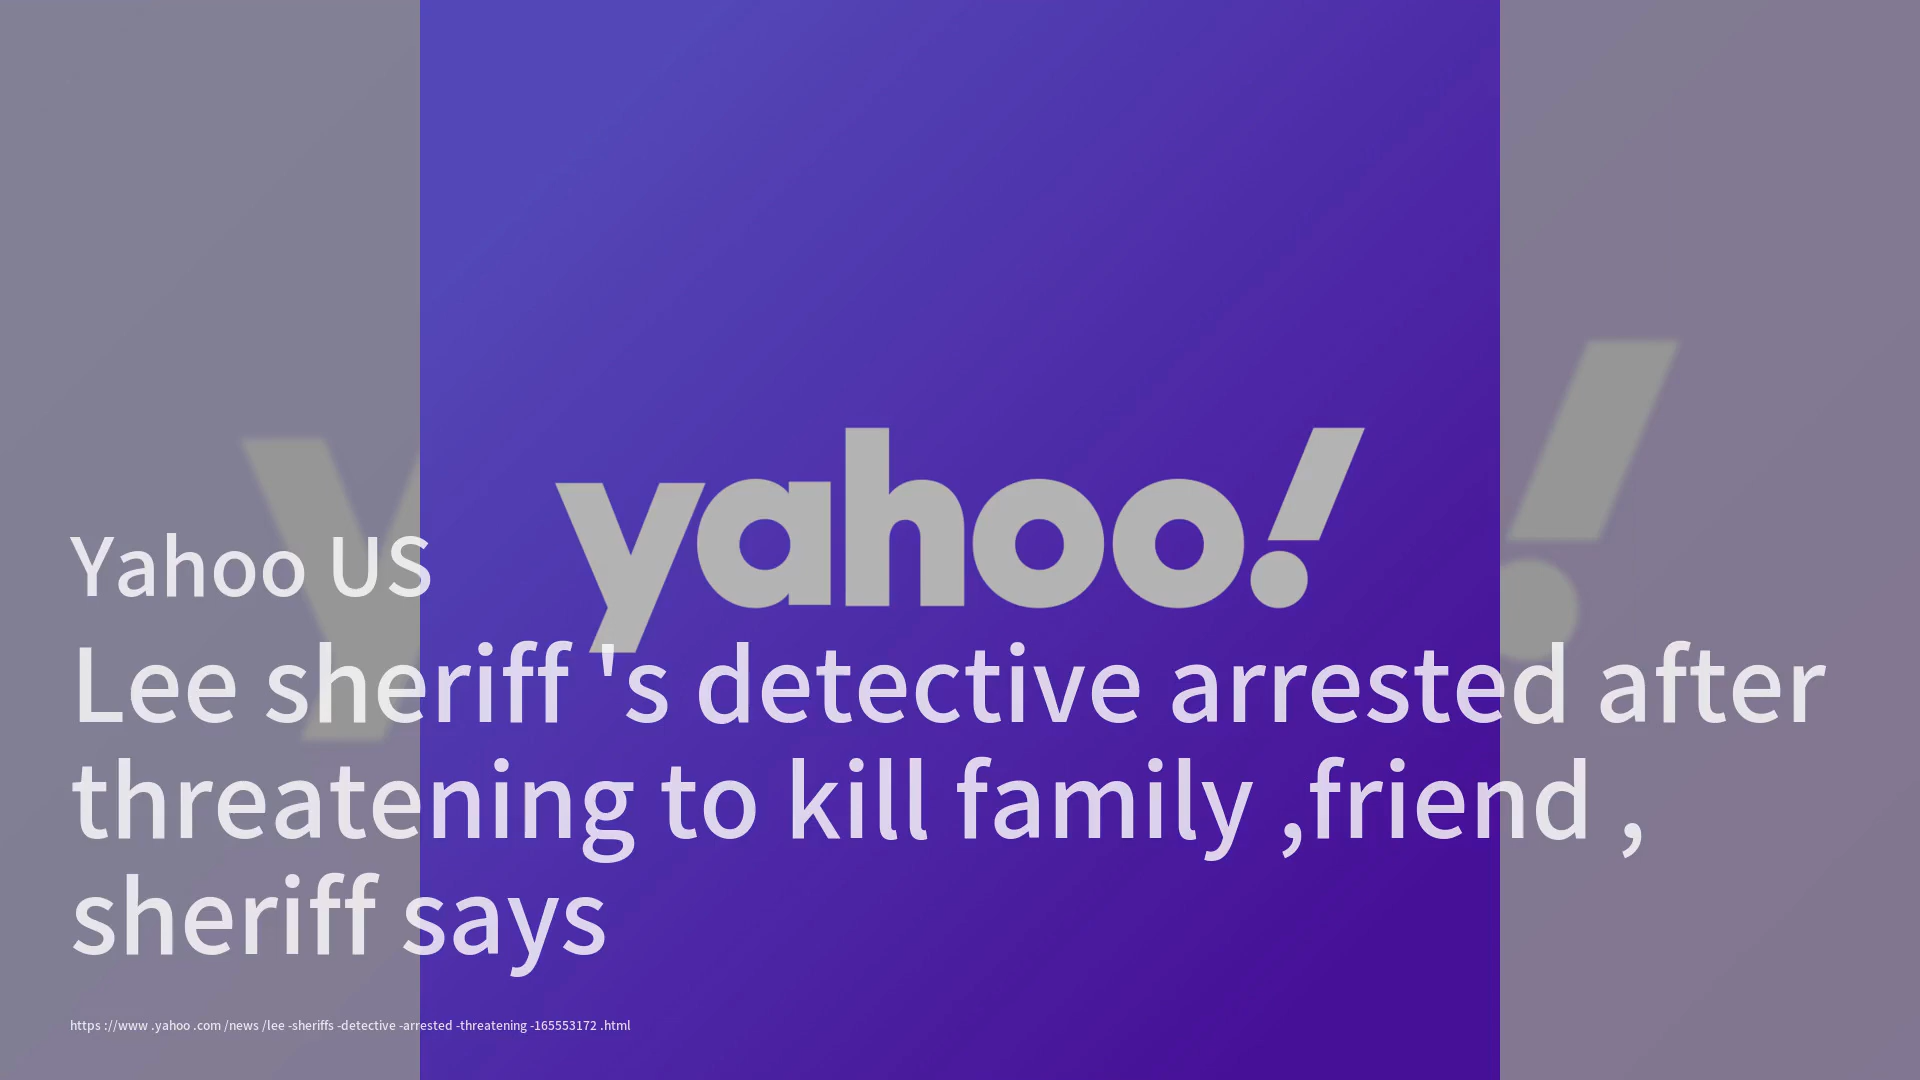 yahoo!
Yahoo US
Lee sheriff 's detective arrested after
threatening to kill family ,friend ,
sheriff says
https ://www .yahoo .com /news /lee -sheriffs -detective -arrested -threatening -165553172 .html